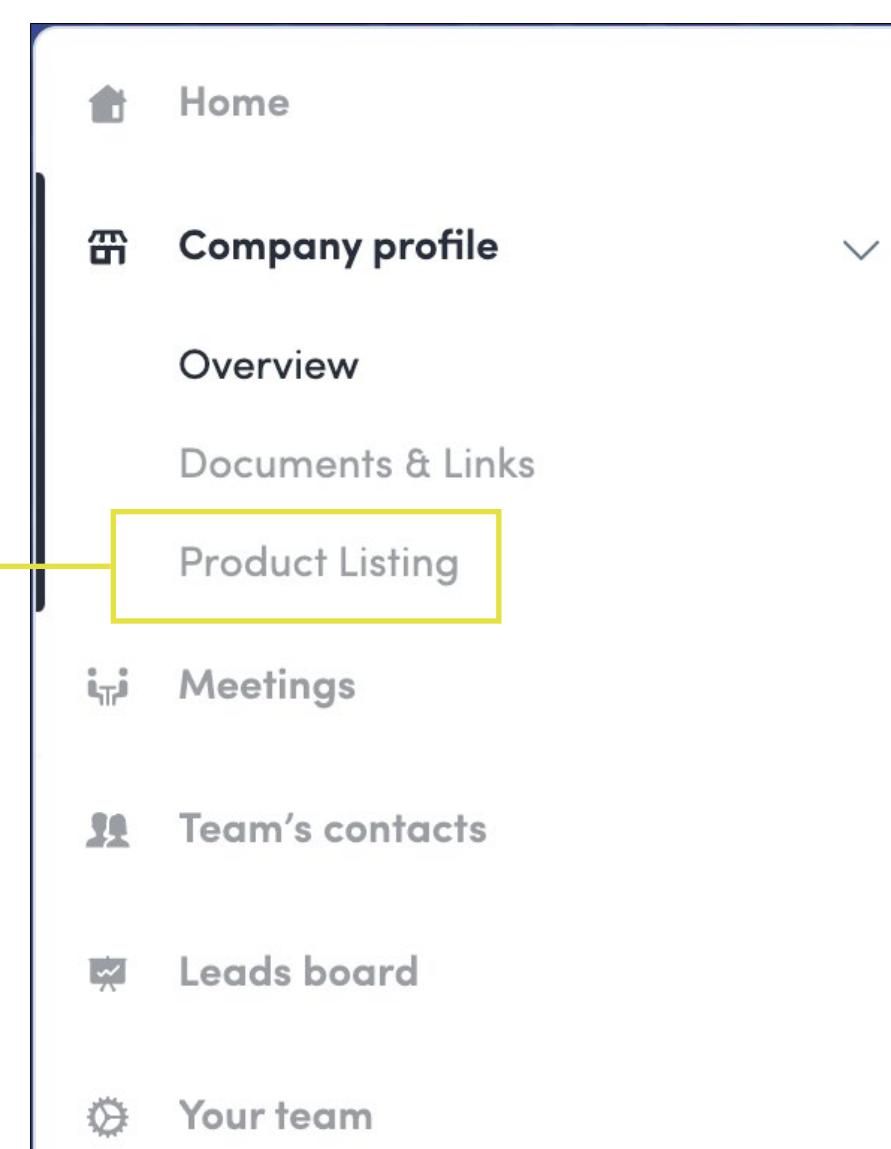 Home
Company profile
Overview
Documents & Links
Product Listing
Meetings
Team’s contacts
Leads board
Your team